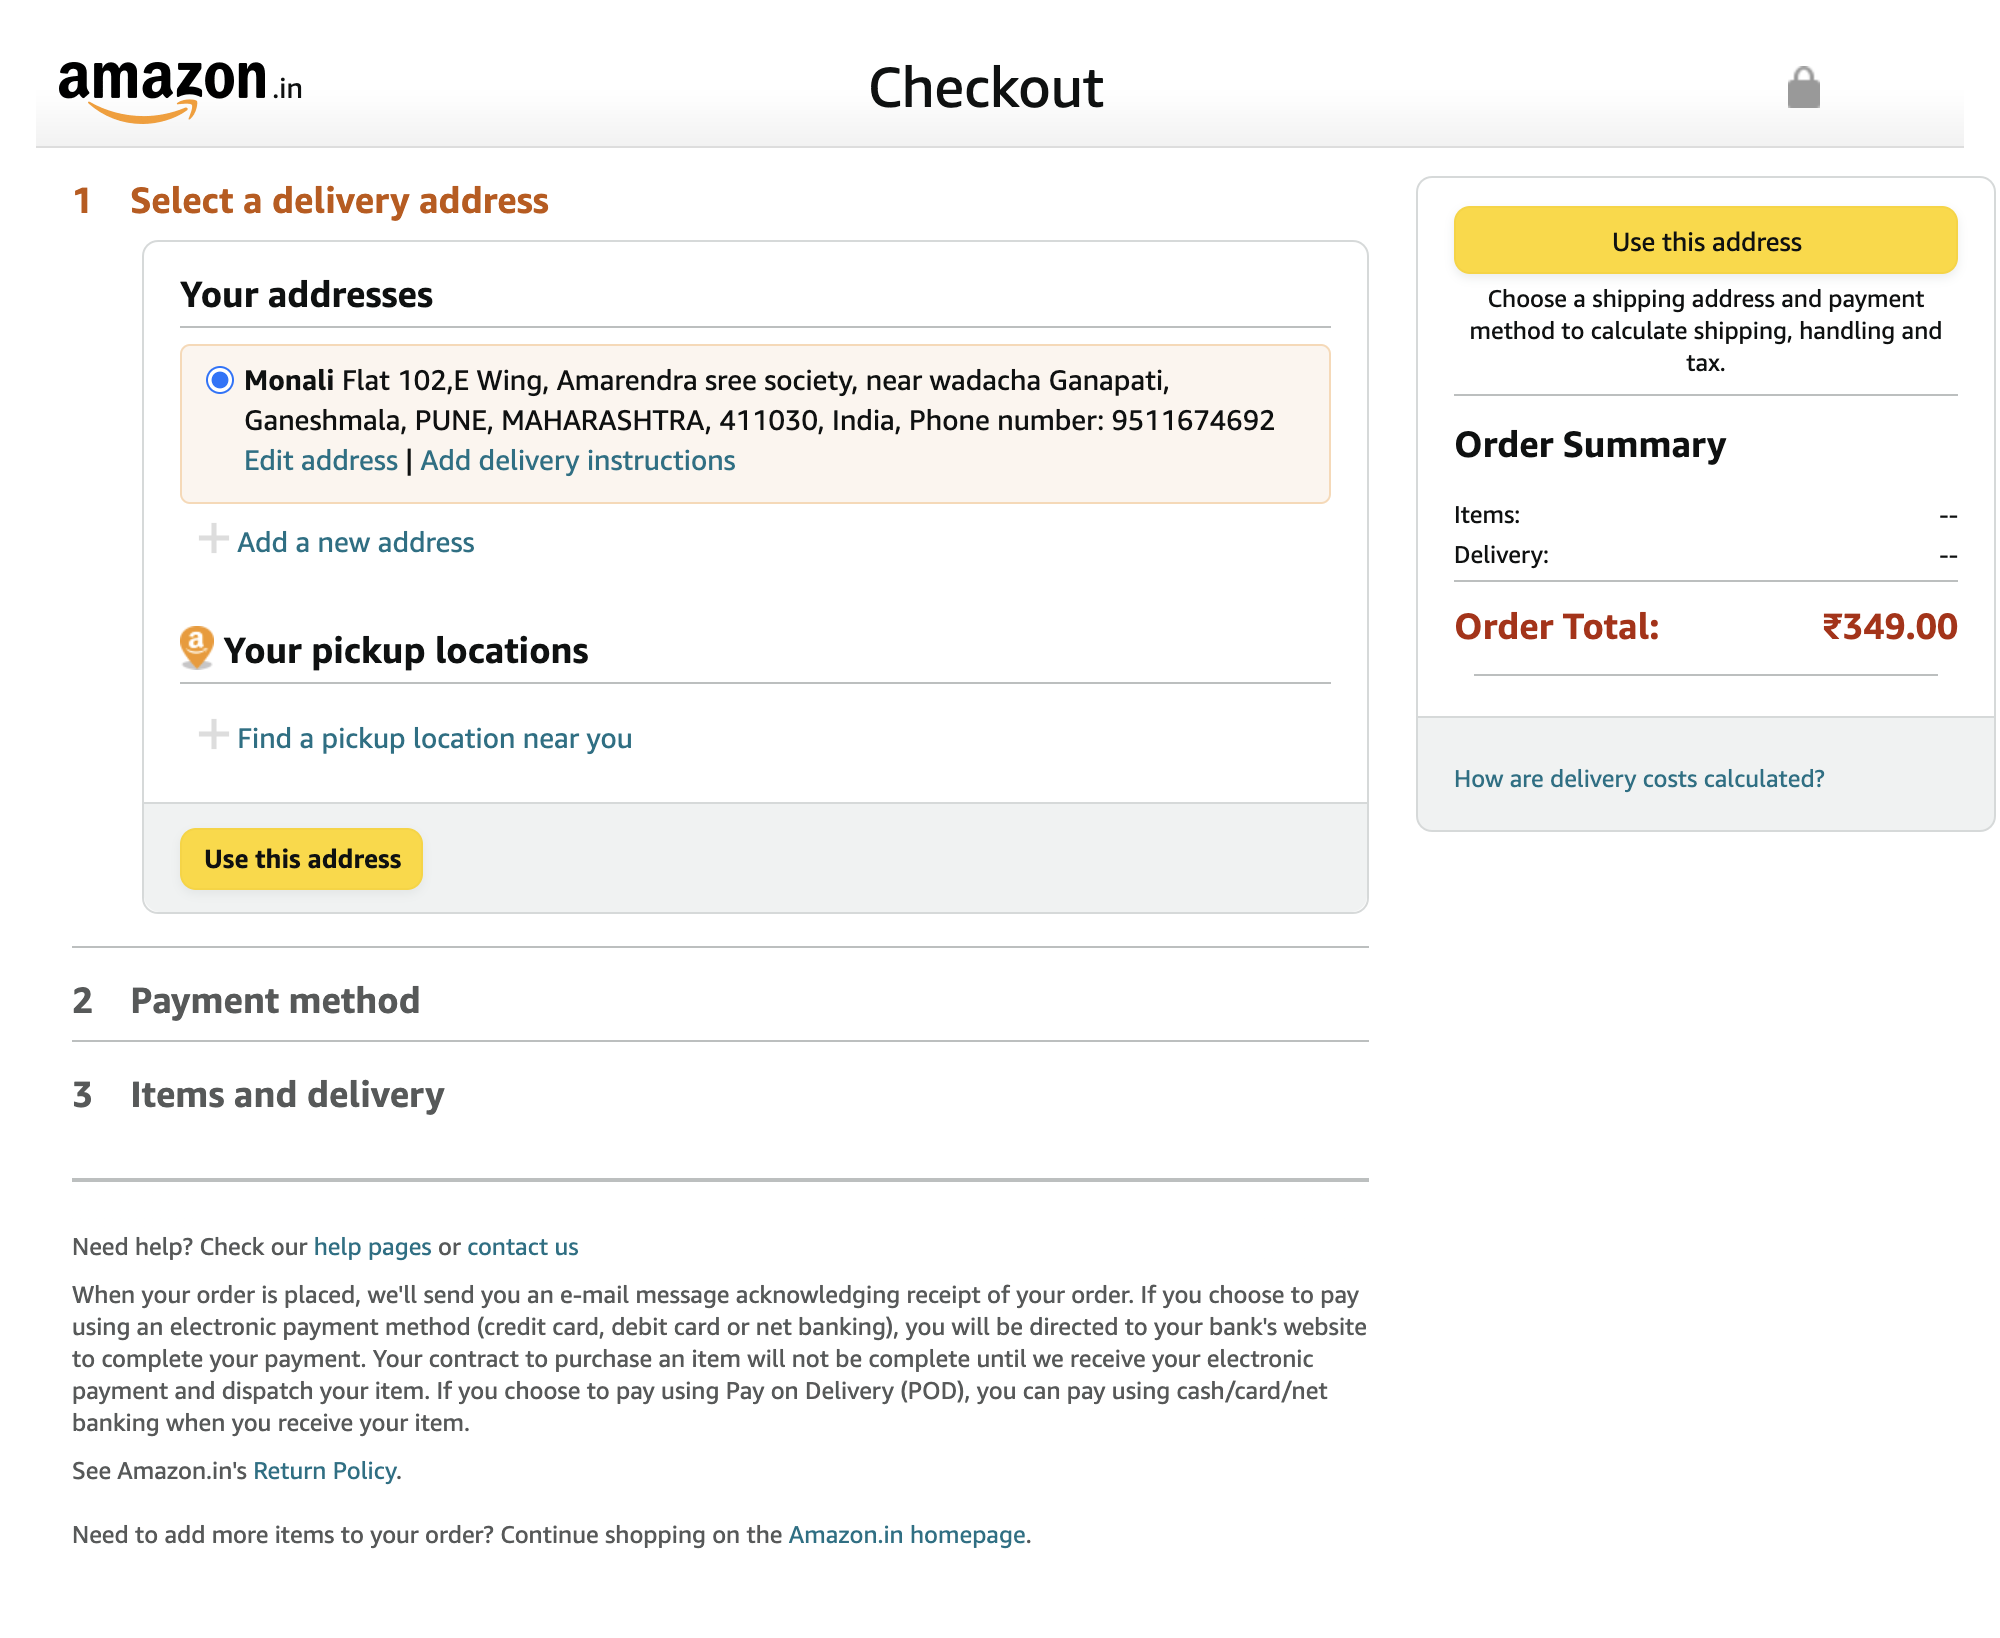 amazon.in
Checkout
1 Select a delivery address
Your addresses
Monali Flat 102,E Wing, Amarendra sree society, near wadacha Ganapati,
Ganeshmala, PUNE, MAHARASHTRA, 411030, India, Phone number: 9511674692
Edit address | Add delivery instructions
Add a new address
Your pickup locations
Find a pickup location near you
Use this address
2 Payment method
3 Items and delivery
Need help? Check our help pages or contact us
When your order is placed, we'll send you an e-mail message acknowledging receipt of your order. If you choose to pay
using an electronic payment method (credit card, debit card or net banking), you will be directed to your bank's website
to complete your payment. Your contract to purchase an item will not be complete until we receive your electronic
payment and dispatch your item. If you choose to pay using Pay on Delivery (POD), you can pay using cash/card/net
banking when you receive your item.
See Amazon.in's Return Policy.
Need to add more items to your order? Continue shopping on the Amazon.in homepage.
Use this address
Choose a shipping address and payment
method to calculate shipping, handling and
tax.
Order Summary
Items: --
Delivery: --
Order Total: ₹349.00
How are delivery costs calculated?